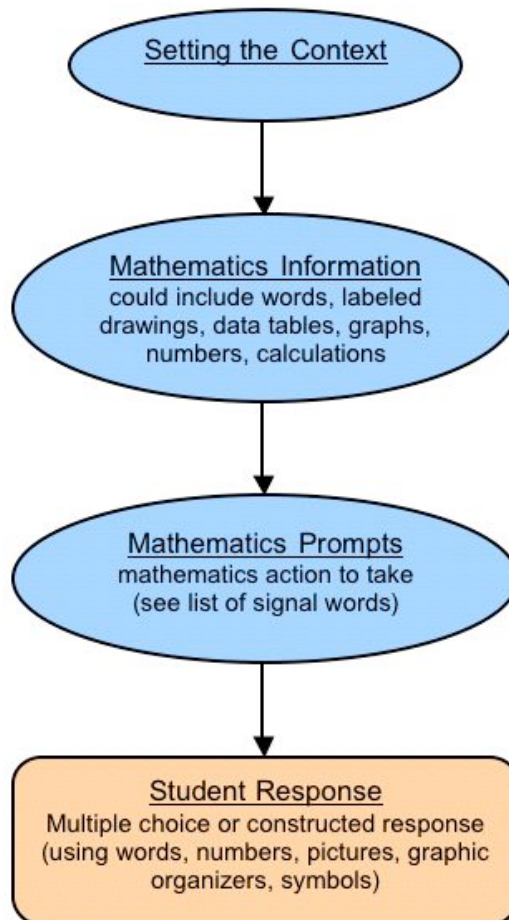 Setting the Context
Mathematics Information
could include words, labeled
drawings, data tables, graphs,
numbers, calculations
Mathematics Prompts
mathematics action to take
(see list of signal words)
Student Response
Multiple choice or constructed response
(using words, numbers, pictures, graphic
organizers, symbols)